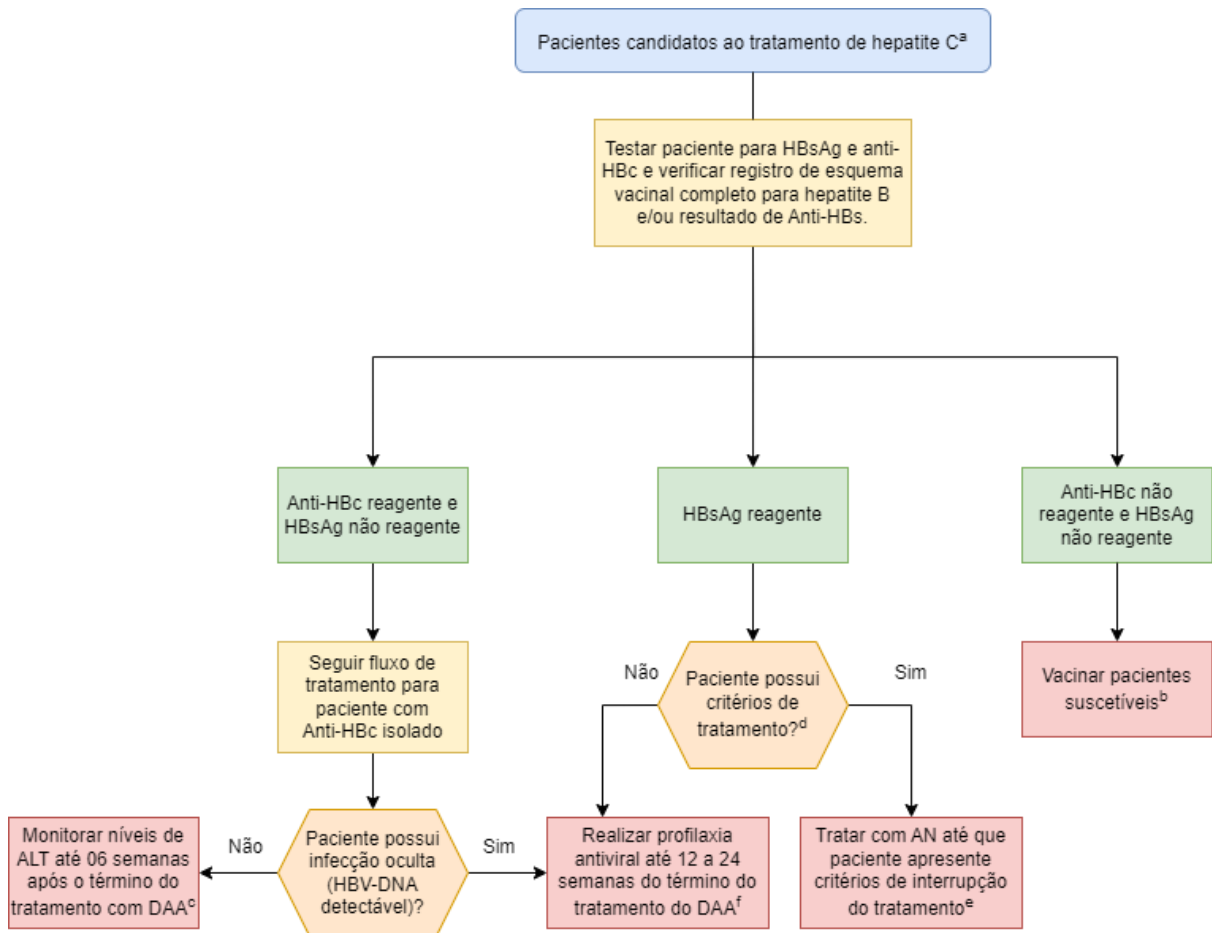 Pacientes candidatos ao tratamento de hepatite Cª
Testar paciente para HBsAg e anti-
HBc e verificar registro de esquema
vacinal completo para hepatite B
e/ou resultado de Anti-HBs.
Anti-HBc reagente e
HBsAg não reagente
HBsAg reagente
Anti-HBc não
reagente e HBsAg
não reagente
Seguir fluxo de
tratamento para
paciente com
Anti-HBc isolado
Não
Paciente possui
critérios de
tratamento?ᵈ
Sim
Vacinar pacientes
suscetíveisᵇ
Monitorar níveis de
ALT até 06 semanas
após o término do
tratamento com DAAᶜ
Não
Paciente possui
infecção oculta
(HBV-DNA
detectável)?
Sim
Realizar profilaxia
antiviral até 12 a 24
semanas do término do
tratamento do DAAᶠ
Tratar com AN até que
paciente apresente
critérios de interrupção
do tratamentoᵉ